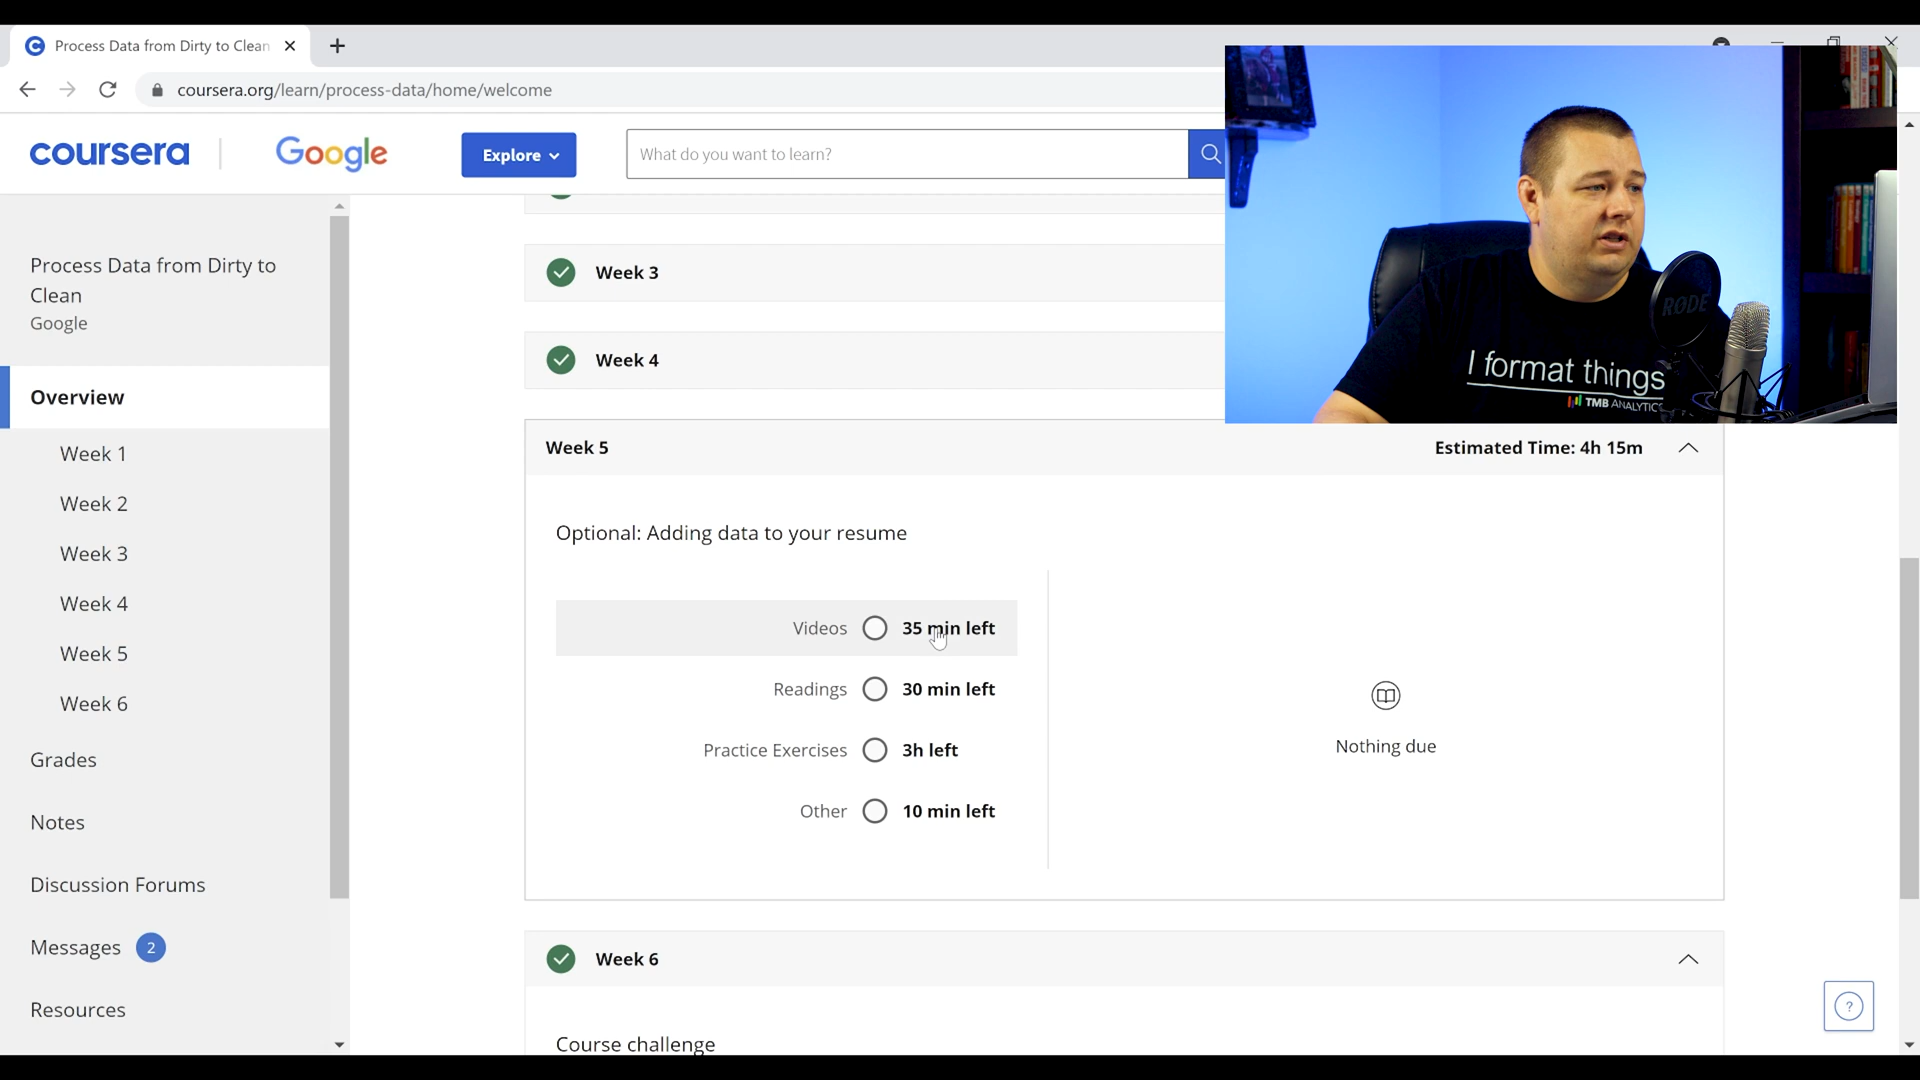 Process Data from Dirty to Clean
coursera.org/learn/process-data/home/welcome
coursera
Google
Explore
What do you want to learn?
Process Data from Dirty to
Clean
Google
Overview
Week 1
Week 2
Week 3
Week 4
Week 5
Week 6
Grades
Notes
Discussion Forums
Messages 2
Resources
Week 3
Week 4
Week 5 Estimated Time: 4h 15m
Optional: Adding data to your resume
Videos 35 min left
Readings 30 min left
Practice Exercises 3h left
Other 10 min left
Nothing due
Week 6
Course challenge
?
RØDE
I format things
TMB ANALYTICS